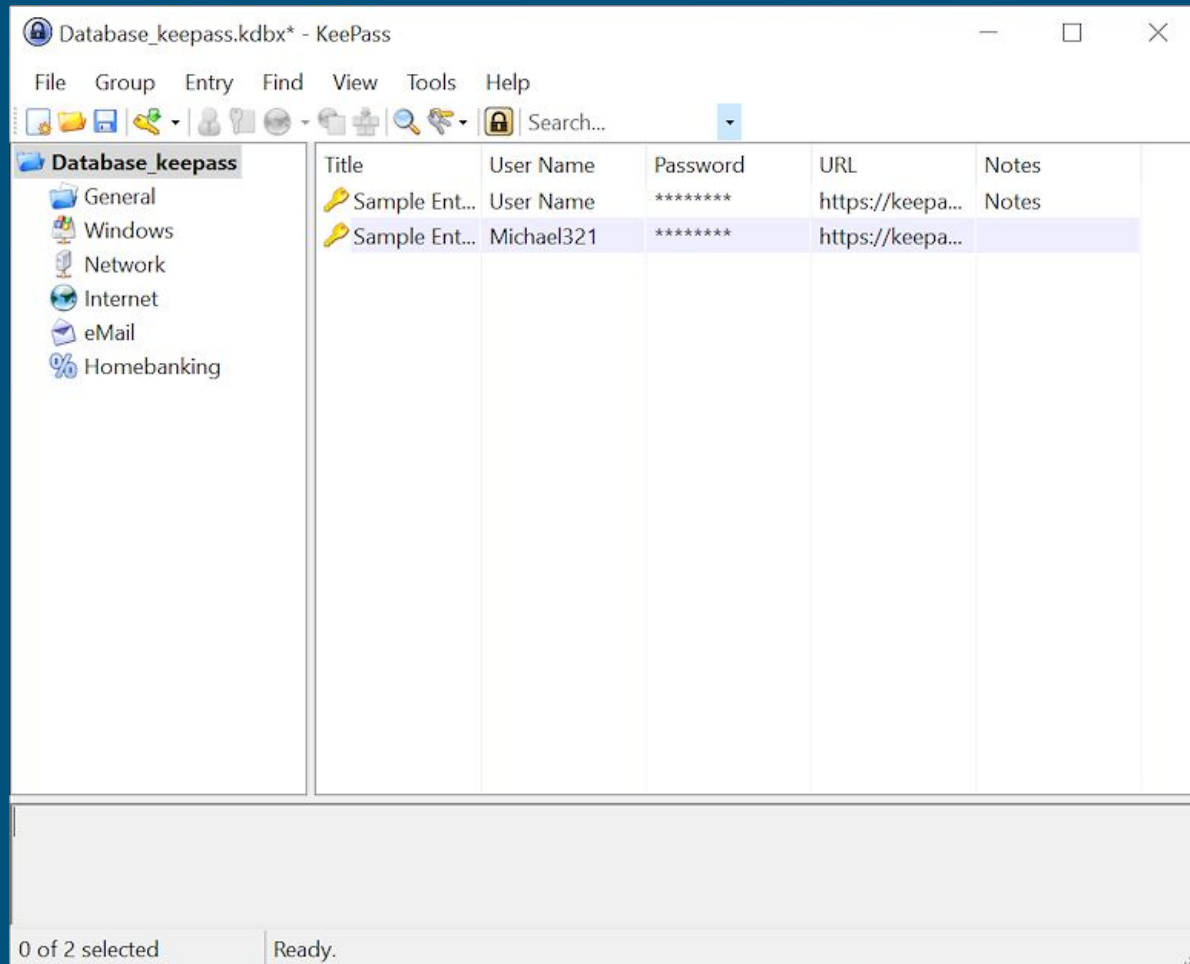 Database_keepass.kdbx* - KeePass
File Group Entry Find View Tools Help
Search...
Database_keepass
General
Windows
Network
Internet
eMail
Homebanking
Title User Name Password URL Notes
Sample Ent... User Name ******** https://keepa... Notes
Sample Ent... Michael321 ******** https://keepa...
0 of 2 selected Ready.